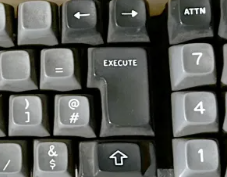 ← → ATTN
= EXECUTE 7
) ] @ # 4
/ & $ ⇧ 1